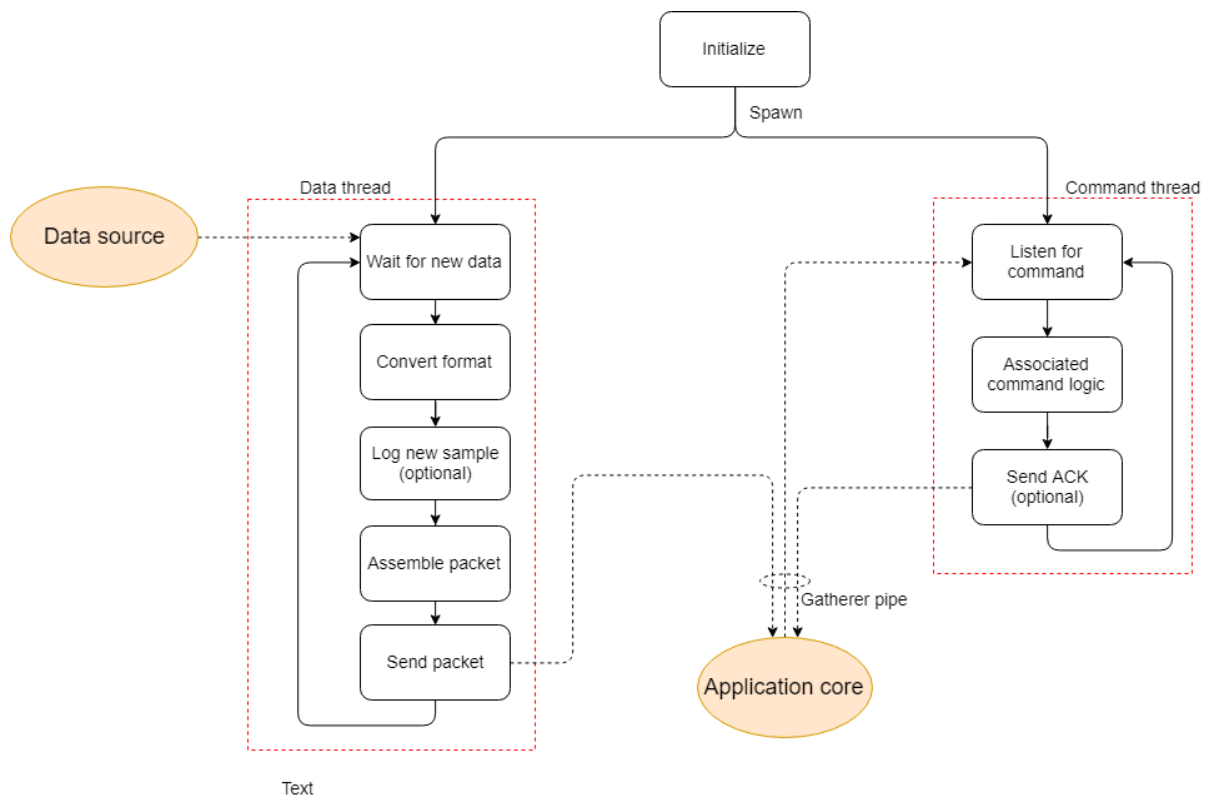 Initialize
Spawn
Data thread
Command thread
Data source
Wait for new data
Listen for
command
Convert format
Associated
command logic
Log new sample
(optional)
Send ACK
(optional)
Assemble packet
Gatherer pipe
Send packet
Application core
Text